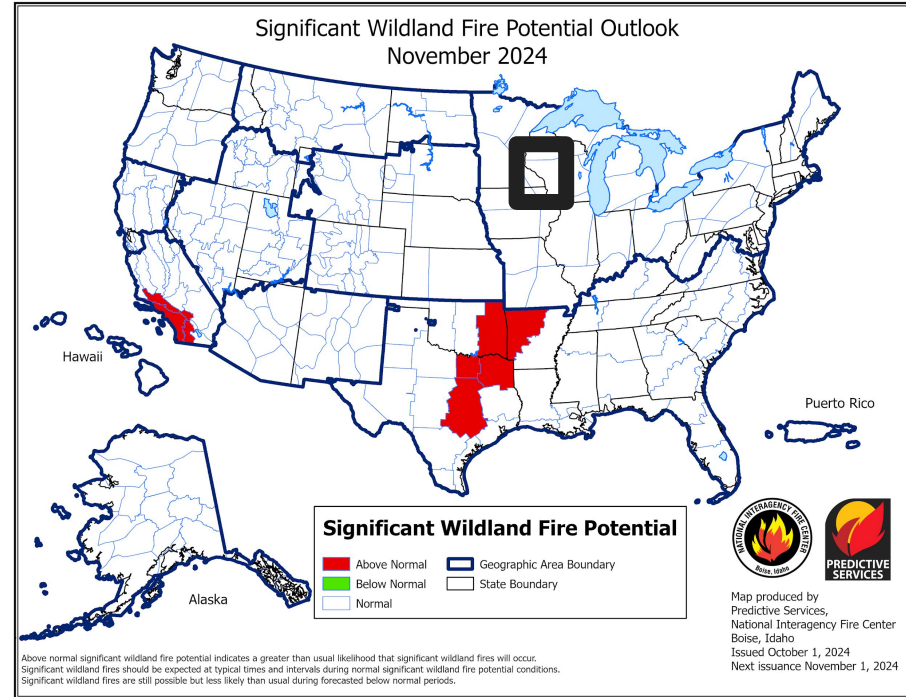 Significant Wildland Fire Potential Outlook
November 2024
Hawaii
Puerto Rico
Alaska
Significant Wildland Fire Potential
Above Normal
Geographic Area Boundary
Below Normal
State Boundary
Normal
NATIONAL INTERAGENCY FIRE CENTER
Boise, Idaho
PREDICTIVE
SERVICES
Map produced by
Predictive Services,
National Interagency Fire Center
Boise, Idaho
Issued October 1, 2024
Next issuance November 1, 2024
Above normal significant wildland fire potential indicates a greater than usual likelihood that significant wildland fires will occur.
Significant wildland fires should be expected at typical times and intervals during normal significant wildland fire potential conditions.
Significant wildland fires are still possible but less likely than usual during forecasted below normal periods.